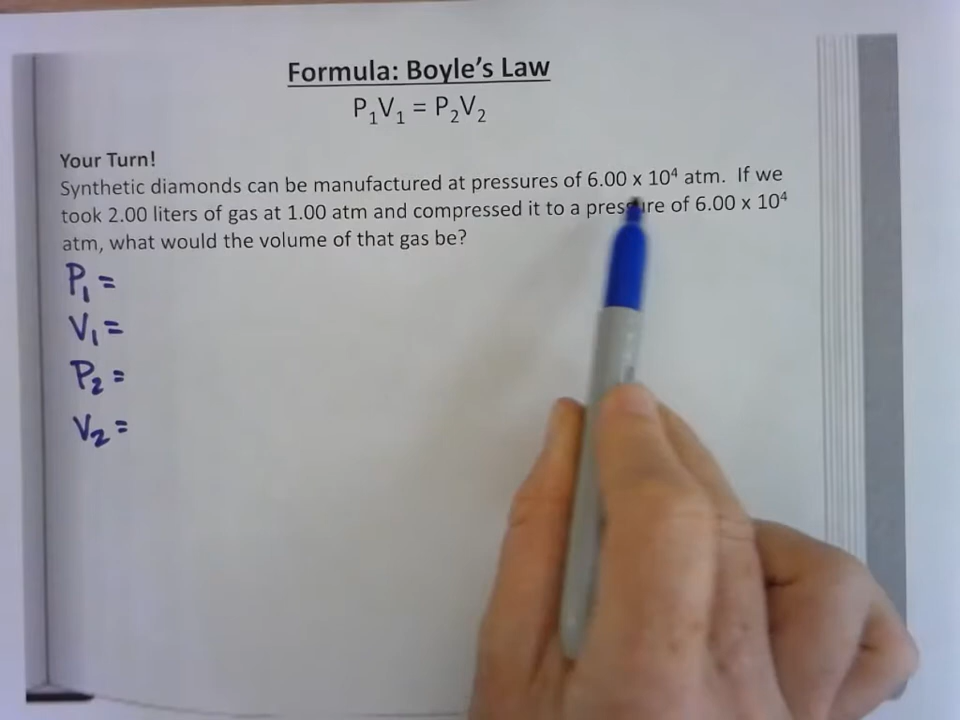 Formula: Boyle's Law
P₁V₁ = P₂V₂
Your Turn!
Synthetic diamonds can be manufactured at pressures of 6.00 x 10⁴ atm. If we
took 2.00 liters of gas at 1.00 atm and compressed it to a pressure of 6.00 x 10⁴
atm, what would the volume of that gas be?
P₁ =
V₁ =
P₂ =
V₂ =